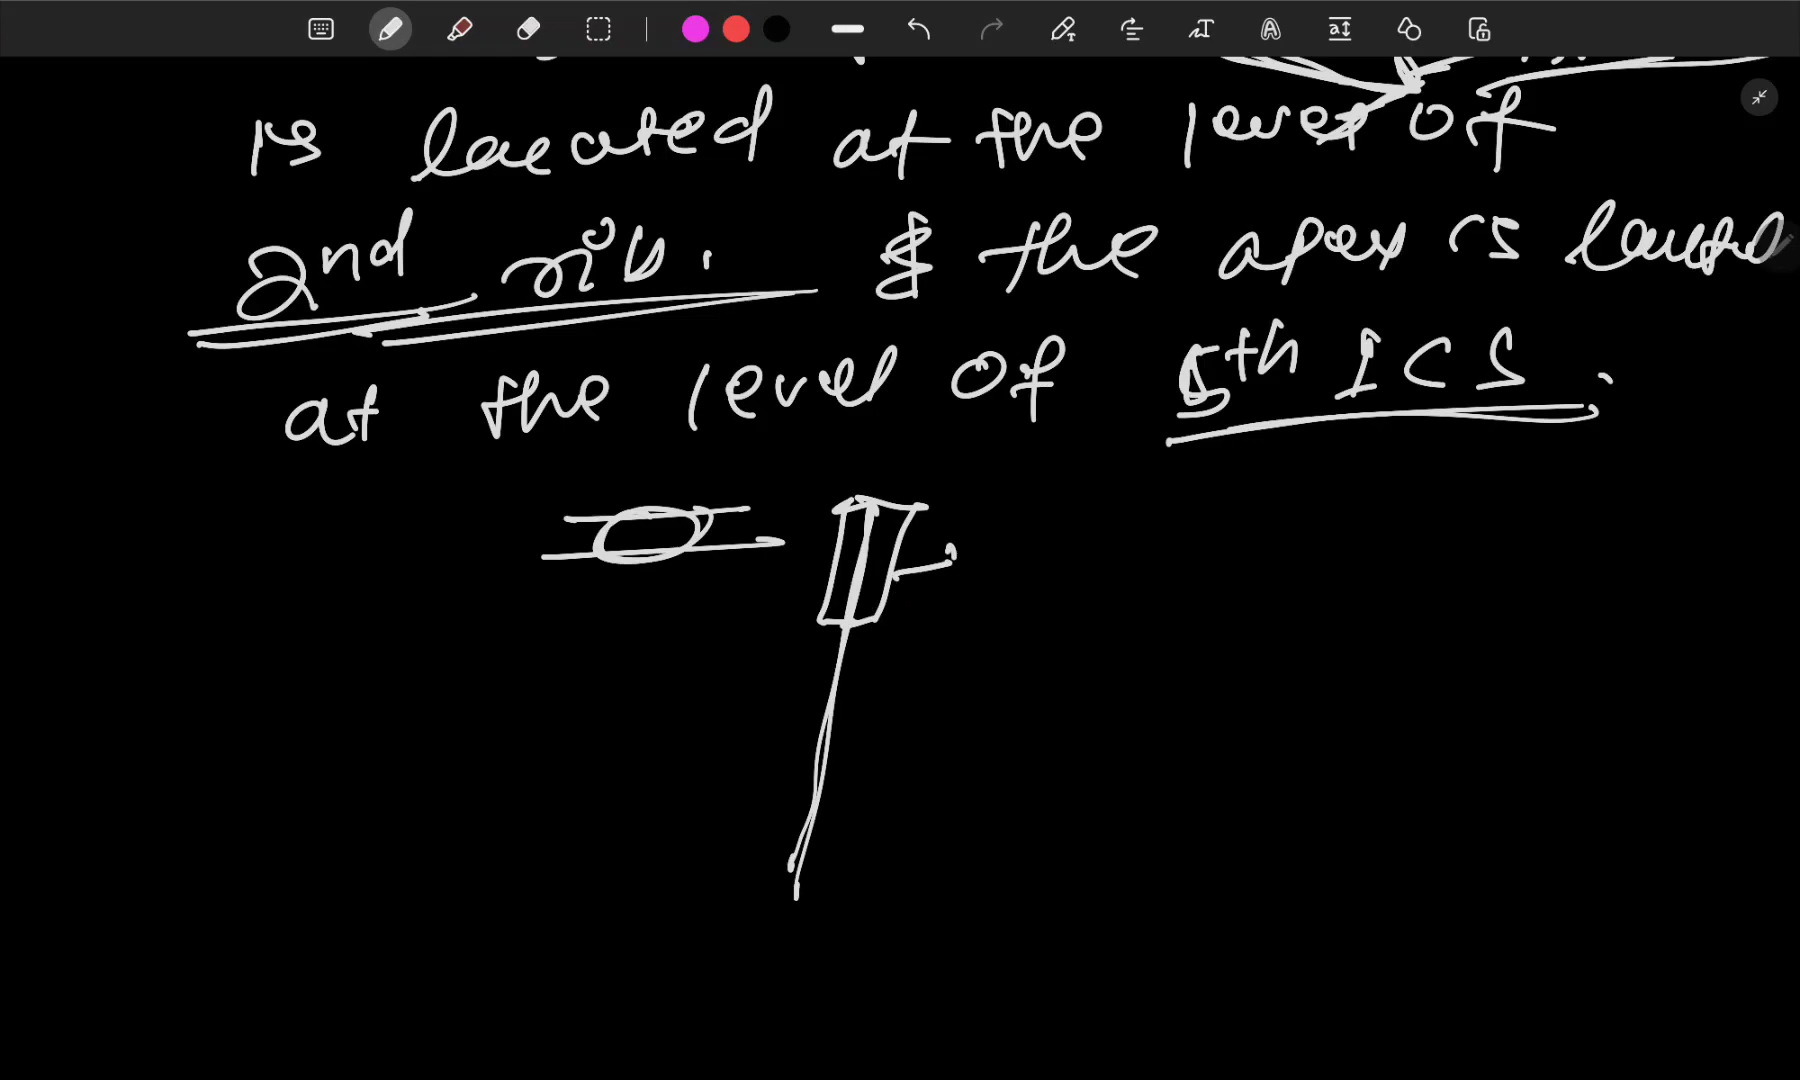 is located at the level of
2nd rib. & the apex is located
at the level of 5th ICS.